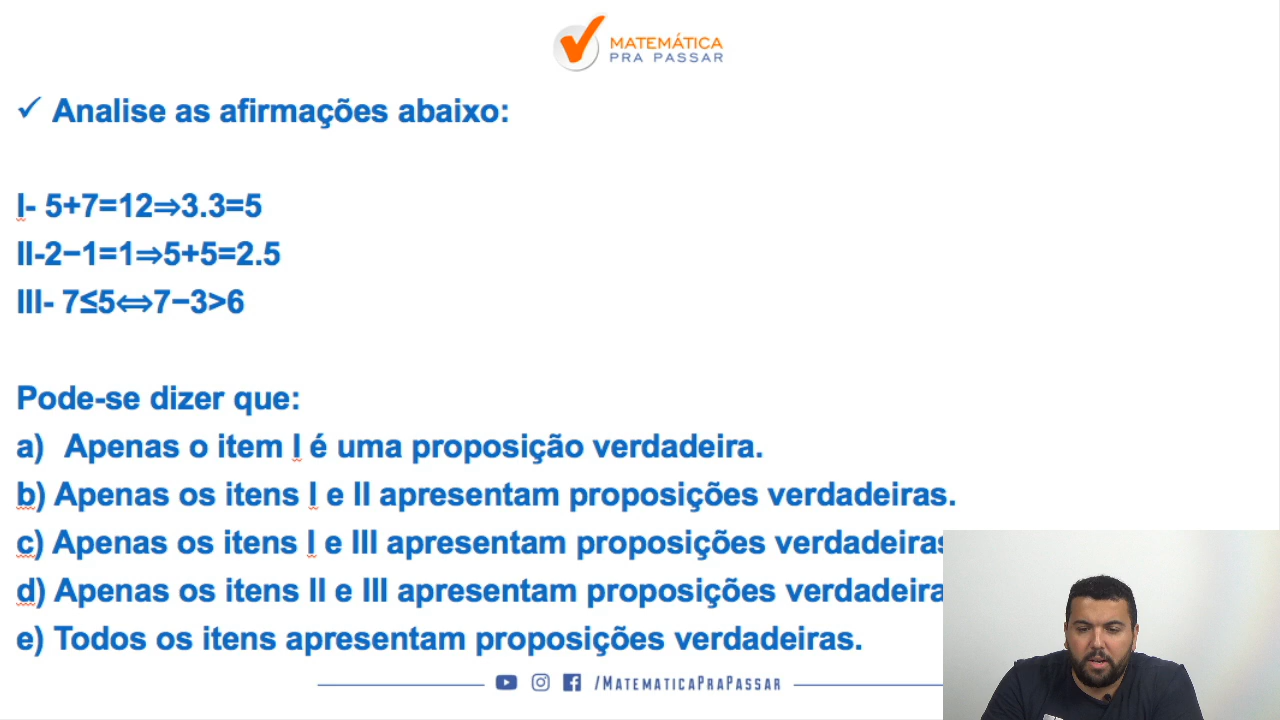 MATEMÁTICA
PRA PASSAR
✓ Analise as afirmações abaixo:
I- 5+7=12⇒3.3=5
II-2−1=1⇒5+5=2.5
III- 7≤5⟺7−3>6
Pode-se dizer que:
a) Apenas o item I é uma proposição verdadeira.
b) Apenas os itens I e II apresentam proposições verdadeiras.
c) Apenas os itens I e III apresentam proposições verdadeiras
d) Apenas os itens II e III apresentam proposições verdadeira
e) Todos os itens apresentam proposições verdadeiras.
/MATEMATICAPRAPASSAR